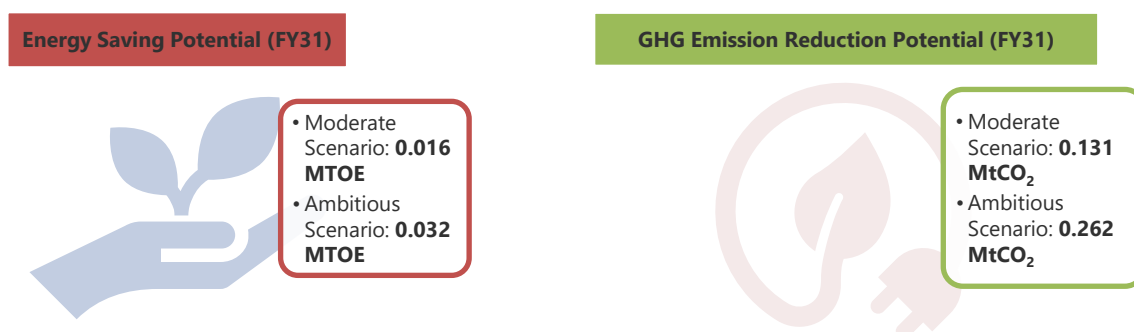 Energy Saving Potential (FY31)
• Moderate
Scenario: 0.016
MTOE
• Ambitious
Scenario: 0.032
MTOE
GHG Emission Reduction Potential (FY31)
• Moderate
Scenario: 0.131
MtCO₂
• Ambitious
Scenario: 0.262
MtCO₂